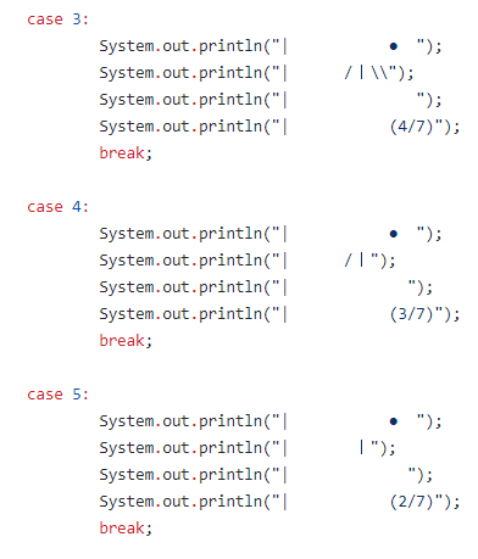 case 3:
        System.out.println("|            ●  ");
        System.out.println("|       / | \\");
        System.out.println("|               ");
        System.out.println("|            (4/7)");
        break;
case 4:
        System.out.println("|            ●  ");
        System.out.println("|       / | ");
        System.out.println("|              ");
        System.out.println("|            (3/7)");
        break;
case 5:
        System.out.println("|            ●  ");
        System.out.println("|         | ");
        System.out.println("|              ");
        System.out.println("|            (2/7)");
        break;